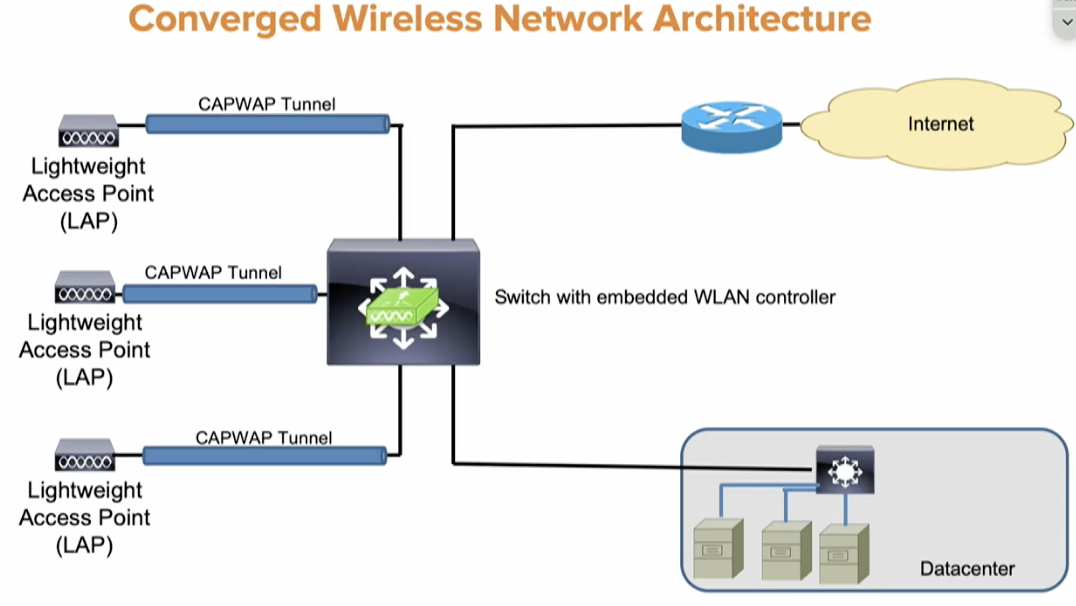 Converged Wireless Network Architecture
CAPWAP Tunnel
Lightweight
Access Point
(LAP)
Internet
CAPWAP Tunnel
Lightweight
Access Point
(LAP)
Switch with embedded WLAN controller
CAPWAP Tunnel
Lightweight
Access Point
(LAP)
Datacenter